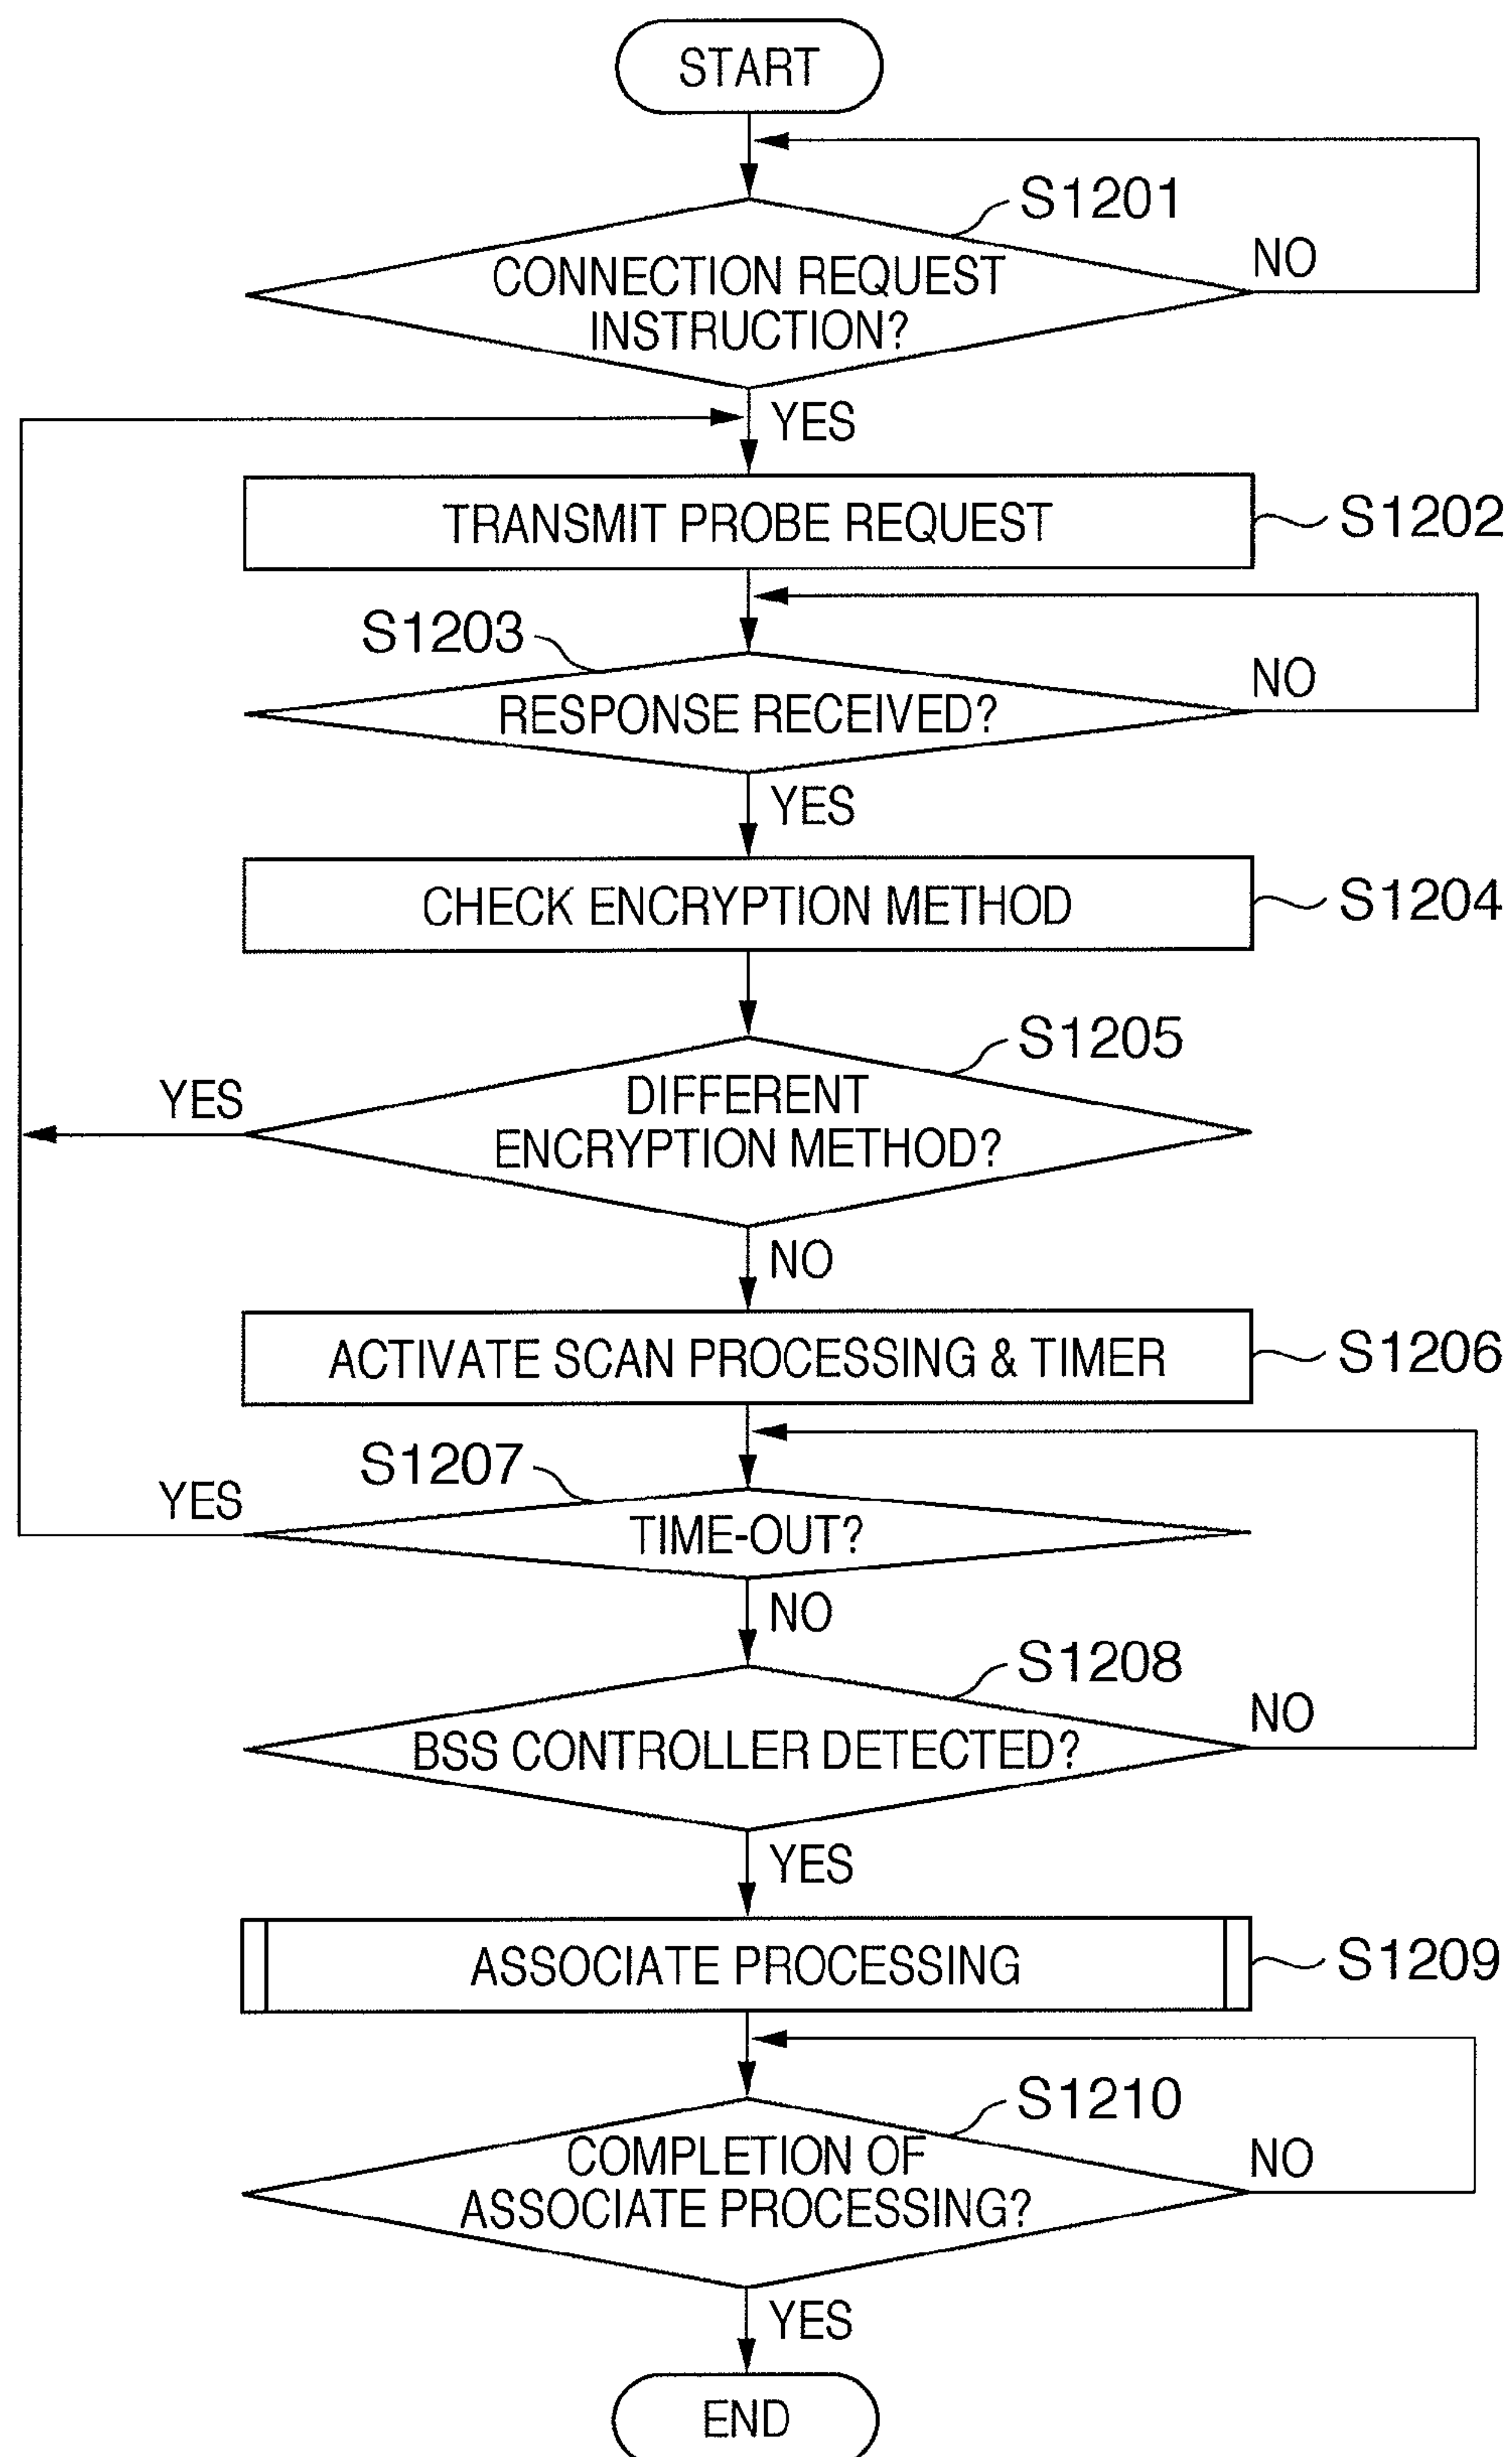 START
S1201
CONNECTION REQUEST
INSTRUCTION?
NO
YES
TRANSMIT PROBE REQUEST
S1202
S1203
RESPONSE RECEIVED?
NO
YES
CHECK ENCRYPTION METHOD
S1204
S1205
YES
DIFFERENT
ENCRYPTION METHOD?
NO
ACTIVATE SCAN PROCESSING & TIMER
S1206
S1207
YES
TIME-OUT?
NO
S1208
BSS CONTROLLER DETECTED?
NO
YES
ASSOCIATE PROCESSING
S1209
S1210
COMPLETION OF
ASSOCIATE PROCESSING?
NO
YES
END